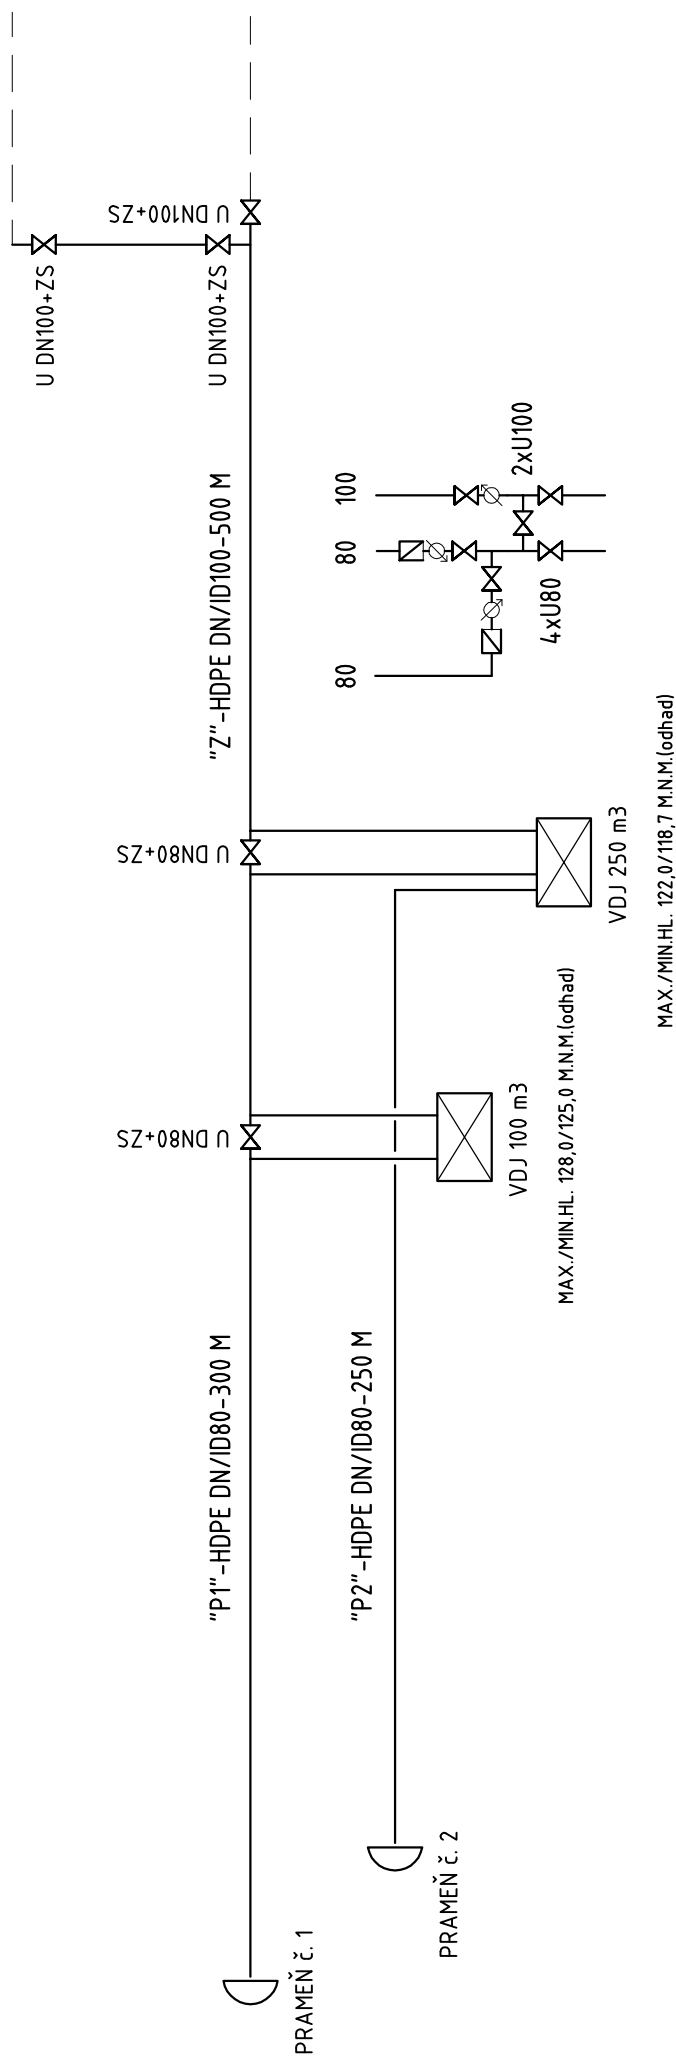 PRAMEŇ č. 1
PRAMEŇ č. 2
"P1"-HDPE DN/ID80-300 M
"P2"-HDPE DN/ID80-250 M
U DN80+ZS
VDJ 100 m3
MAX./MIN.HL. 128,0/125,0 M.N.M.(odhad)
U DN80+ZS
VDJ 250 m3
MAX./MIN.HL. 122,0/118,7 M.N.M.(odhad)
"Z"-HDPE DN/ID100-500 M
80
80
100
4xU80
2xU100
U DN100+ZS
U DN100+ZS
U DN100+ZS